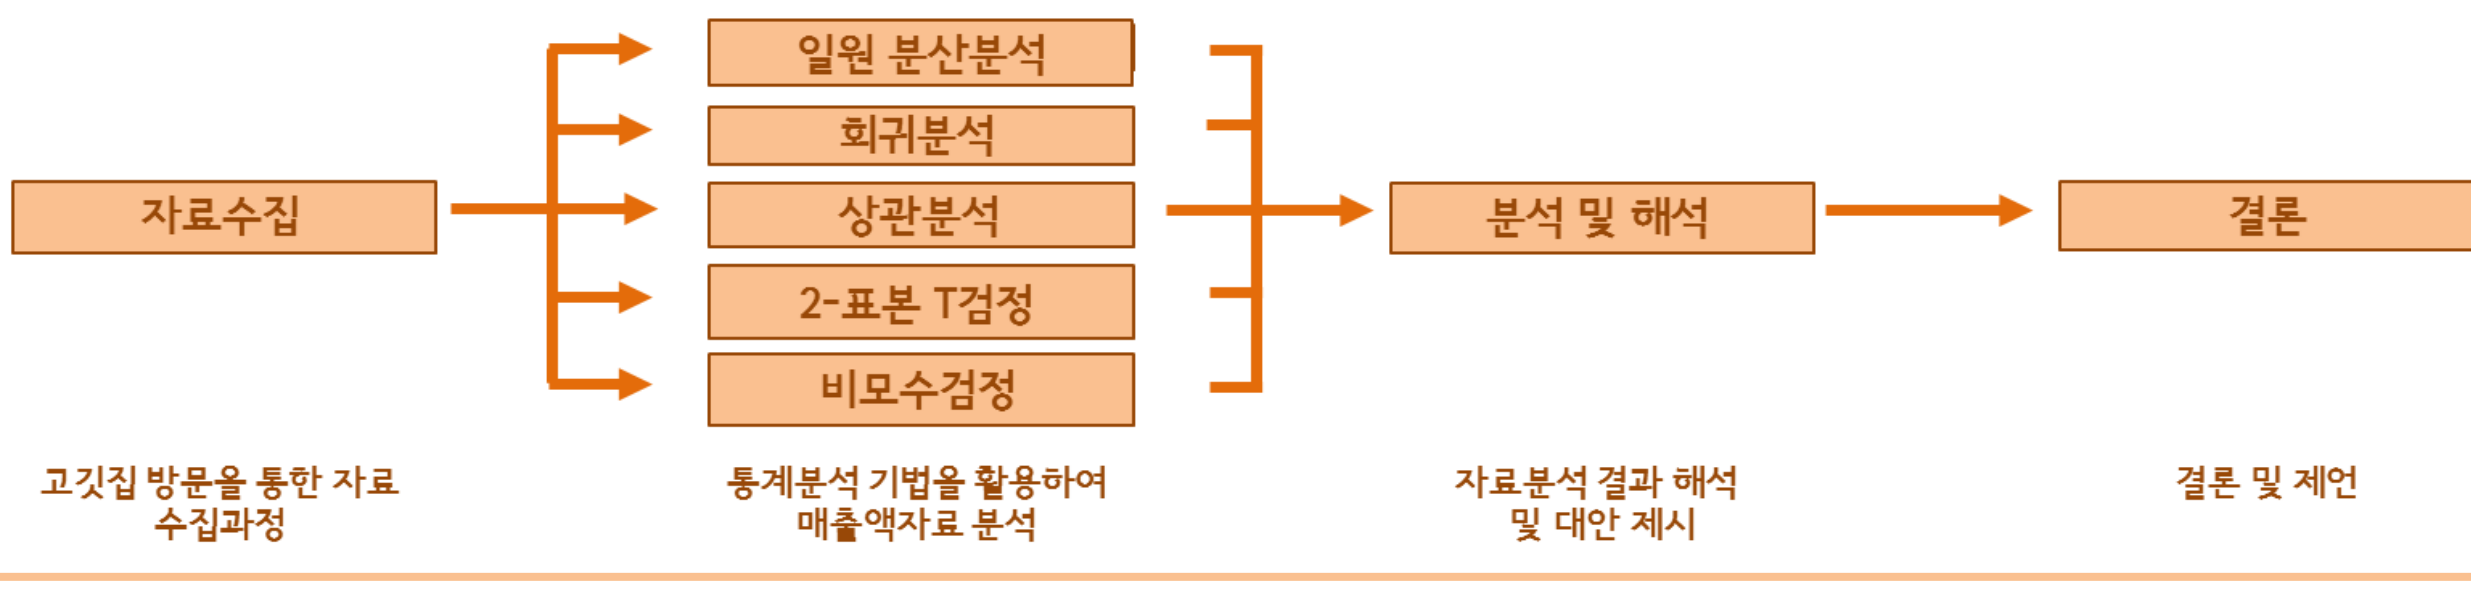 일원 분산분석
회귀분석
자료수집
상관분석
분석 및 해석
결론
2-표본 T검정
비모수검정
고깃집 방문을 통한 자료
수집과정
통계분석 기법을 활용하여
매출액자료 분석
자료분석 결과 해석
및 대안 제시
결론 및 제언